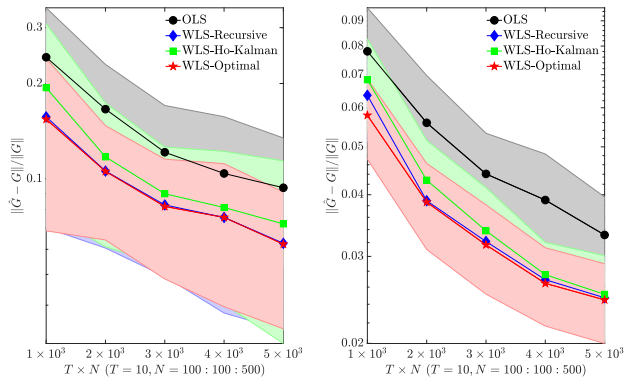 0.3
0.1
||Ĝ − G||/||G||
OLS
WLS-Recursive
WLS-Ho-Kalman
WLS-Optimal
1 × 10³ 2 × 10³ 3 × 10³ 4 × 10³ 5 × 10³
T × N (T = 10, N = 100 : 100 : 500)
0.09
0.08
0.07
0.06
0.05
0.04
0.03
0.02
||Ĝ − G||/||G||
OLS
WLS-Recursive
WLS-Ho-Kalman
WLS-Optimal
1 × 10³ 2 × 10³ 3 × 10³ 4 × 10³ 5 × 10³
T × N (T = 10, N = 100 : 100 : 500)